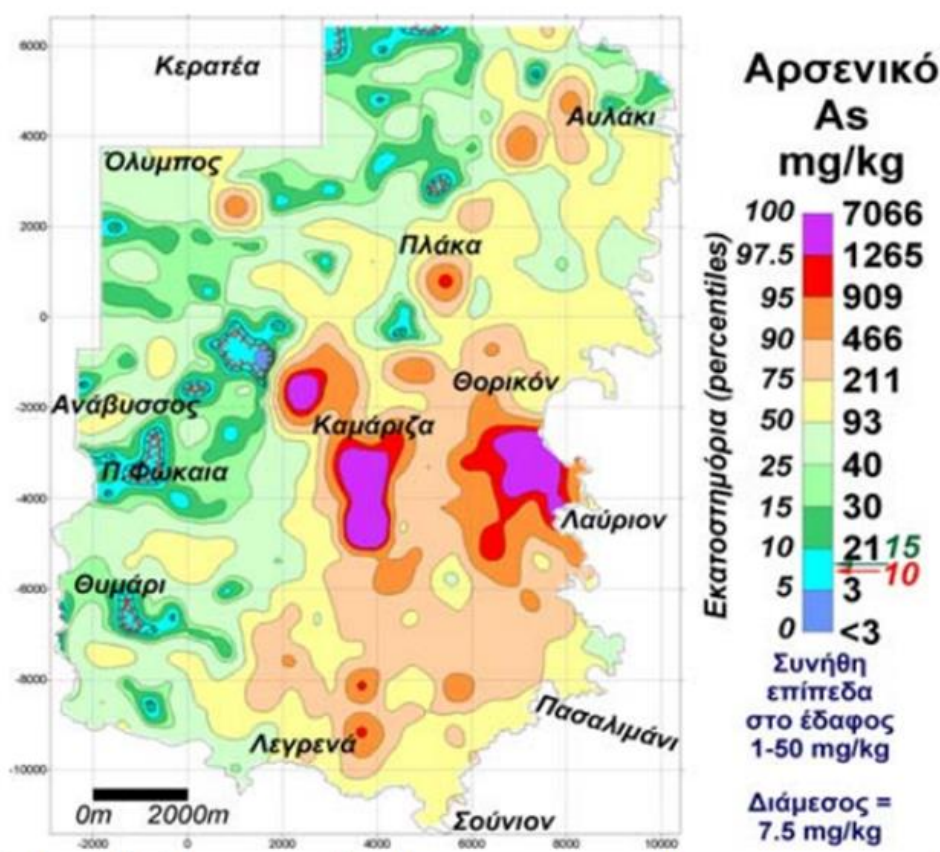 Κερατέα
Αυλάκι
Όλυμπος
Πλάκα
Θορικόν
Ανάβυσσος
Καμάριζα
Π.Φώκαια
Λαύριον
Θυμάρι
Πασαλιμάνι
Λεγρενά
Σούνιον
0m 2000m
6000
4000
2000
0
-2000
-4000
-6000
-8000
-10000
-2000 0 2000 4000 6000 8000 10000
Αρσενικό
As
mg/kg
Εκατοστημόρια (percentiles)
100 7066
97.5 1265
95 909
90 466
75 211
50 93
25 40
15 30
10 21 15
10
5 3
0 <3
Συνήθη
επίπεδα
στο έδαφος
1-50 mg/kg
Διάμεσος =
7.5 mg/kg